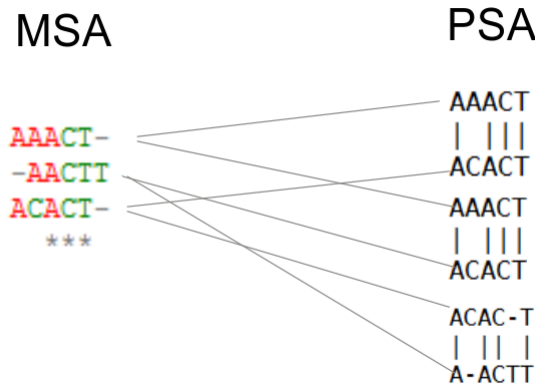 MSA
PSA
AAACT-
-AACTT
ACACT-
***
AAACT
| |||
ACACT
AAACT
| |||
ACACT
ACAC-T
| || |
A-ACTT